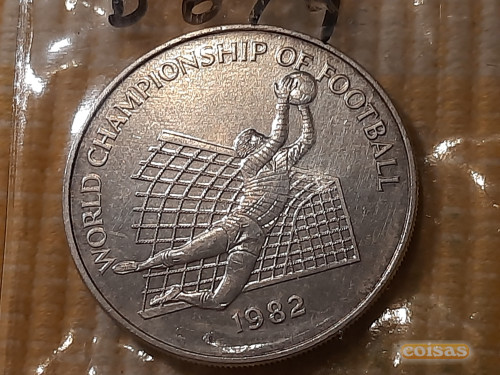 WORLD CHAMPIONSHIP OF FOOTBALL
1982
coisas